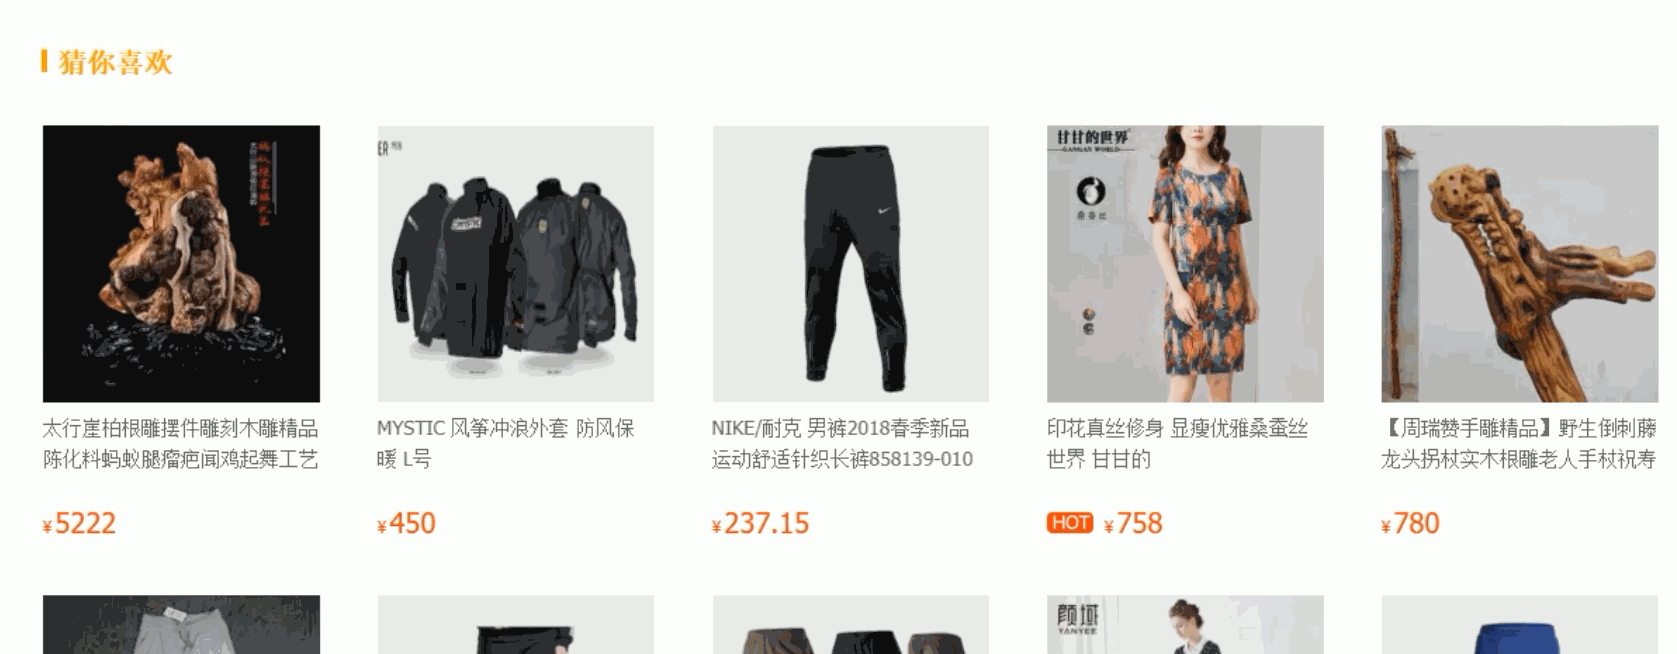 猜你喜欢
甘甘的世界
GANGAN WORLD
桑蚕丝
太行崖柏根雕摆件雕刻木雕精品
陈化料蚂蚁腿瘤疤闻鸡起舞工艺
¥5222
MYSTIC 风筝冲浪外套 防风保
暖 L号
¥450
NIKE/耐克 男裤2018春季新品
运动舒适针织长裤858139-010
¥237.15
印花真丝修身 显瘦优雅桑蚕丝
世界 甘甘的
HOT ¥758
【周瑞赞手雕精品】野生倒刺藤
龙头拐杖实木根雕老人手杖祝寿
¥780
颜域
YANYEE